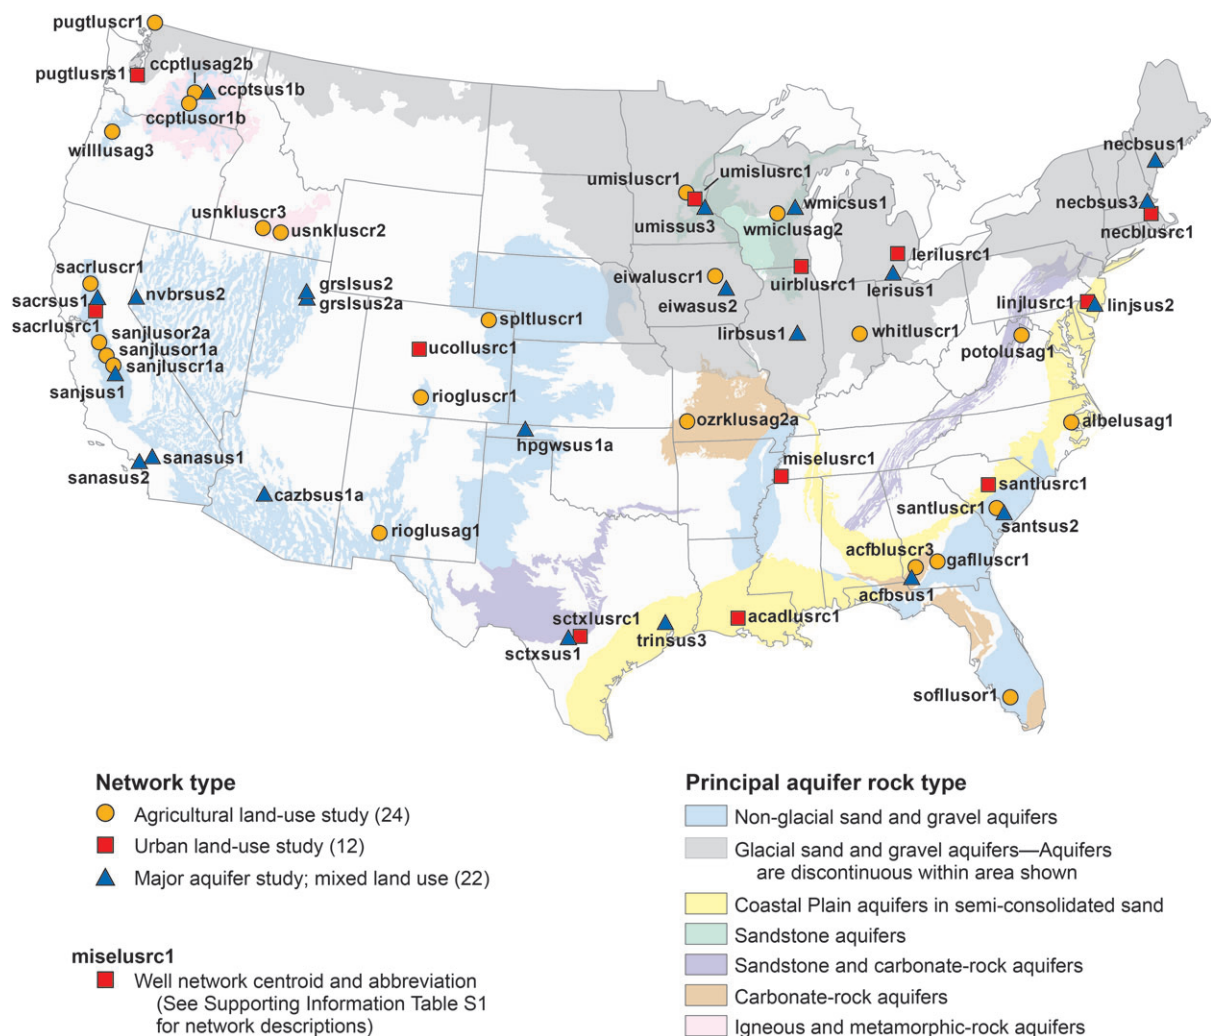 pugtluscr1
pugtlusrs1
ccptlusag2b
ccptsus1b
ccptlusor1b
willlusag3
usnkluscr3
usnkluscr2
sacrluscr1
sacrsus1
sacrlusrc1
nvbrsus2
grslsus2
grslsus2a
sanjlusor2a
sanjlusor1a
sanjluscr1a
sanjsus1
sanasus1
sanasus2
cazbsus1a
spltluscr1
ucollusrc1
riogluscr1
hpgwsus1a
rioglusag1
umisluscr1
umislusrc1
umissus3
wmicsus1
wmiclusag2
eiwaluscr1
eiwasus2
uirblusrc1
lerilusrc1
lerisus1
lirbsus1
whitluscr1
necbsus1
necbsus3
necblusrc1
linjlusrc1
linjsus2
potolusag1
albelusag1
ozrklusag2a
miselusrc1
santlusrc1
santluscr1
santsus2
acfbluscr3
gaflluscr1
acfbsus1
sctxlusrc1
sctxsus1
trinsus3
acadlusrc1
sofllusor1
Network type
Agricultural land-use study (24)
Urban land-use study (12)
Major aquifer study; mixed land use (22)
miselusrc1
Well network centroid and abbreviation
(See Supporting Information Table S1
for network descriptions)
Principal aquifer rock type
Non-glacial sand and gravel aquifers
Glacial sand and gravel aquifers—Aquifers
are discontinuous within area shown
Coastal Plain aquifers in semi-consolidated sand
Sandstone aquifers
Sandstone and carbonate-rock aquifers
Carbonate-rock aquifers
Igneous and metamorphic-rock aquifers